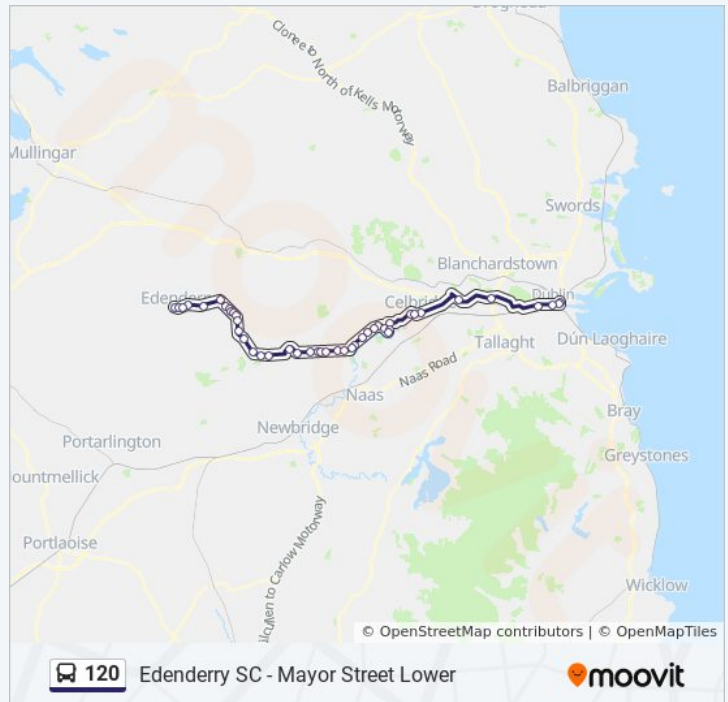 Balbriggan
Clonee to North of Kells Motorway
Mullingar
Swords
Blanchardstown
Edenderry
Celbridge
Dublin
Tallaght
Dún Laoghaire
Naas Road
Naas
Bray
Newbridge
Portarlington
Greystones
ountmellick
Portlaoise
ilcullen to Carlow Motorway
Wicklow
© OpenStreetMap contributors | © OpenMapTiles
120 Edenderry SC - Mayor Street Lower moovit